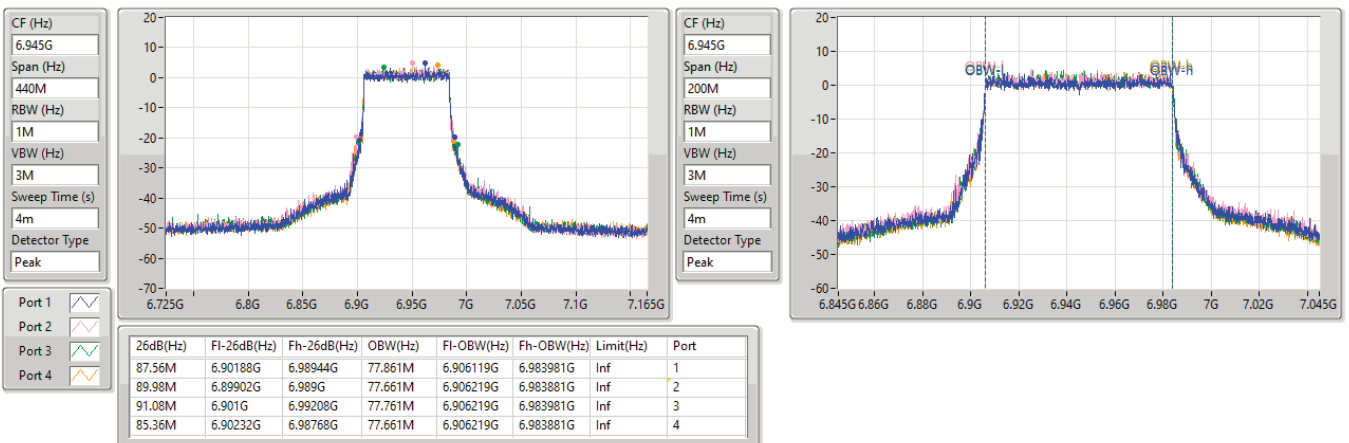 CF (Hz)
6.945G
Span (Hz)
440M
RBW (Hz)
1M
VBW (Hz)
3M
Sweep Time (s)
4m
Detector Type
Peak
20
10
0
-10
-20
-30
-40
-50
-60
-70
6.725G 6.8G 6.85G 6.9G 6.95G 7G 7.05G 7.1G 7.165G
CF (Hz)
6.945G
Span (Hz)
200M
RBW (Hz)
1M
VBW (Hz)
3M
Sweep Time (s)
4m
Detector Type
Peak
20
10
0
-10
-20
-30
-40
-50
-60
OBW-l OBW-h
6.845G 6.86G 6.88G 6.9G 6.92G 6.94G 6.96G 6.98G 7G 7.02G 7.045G
Port 1
Port 2
Port 3
Port 4
26dB(Hz) Fl-26dB(Hz) Fh-26dB(Hz) OBW(Hz) Fl-OBW(Hz) Fh-OBW(Hz) Limit(Hz) Port
87.56M 6.90188G 6.98944G 77.861M 6.906119G 6.983981G Inf 1
89.98M 6.89902G 6.989G 77.661M 6.906219G 6.983881G Inf 2
91.08M 6.901G 6.99208G 77.761M 6.906219G 6.983981G Inf 3
85.36M 6.90232G 6.98768G 77.661M 6.906219G 6.983881G Inf 4